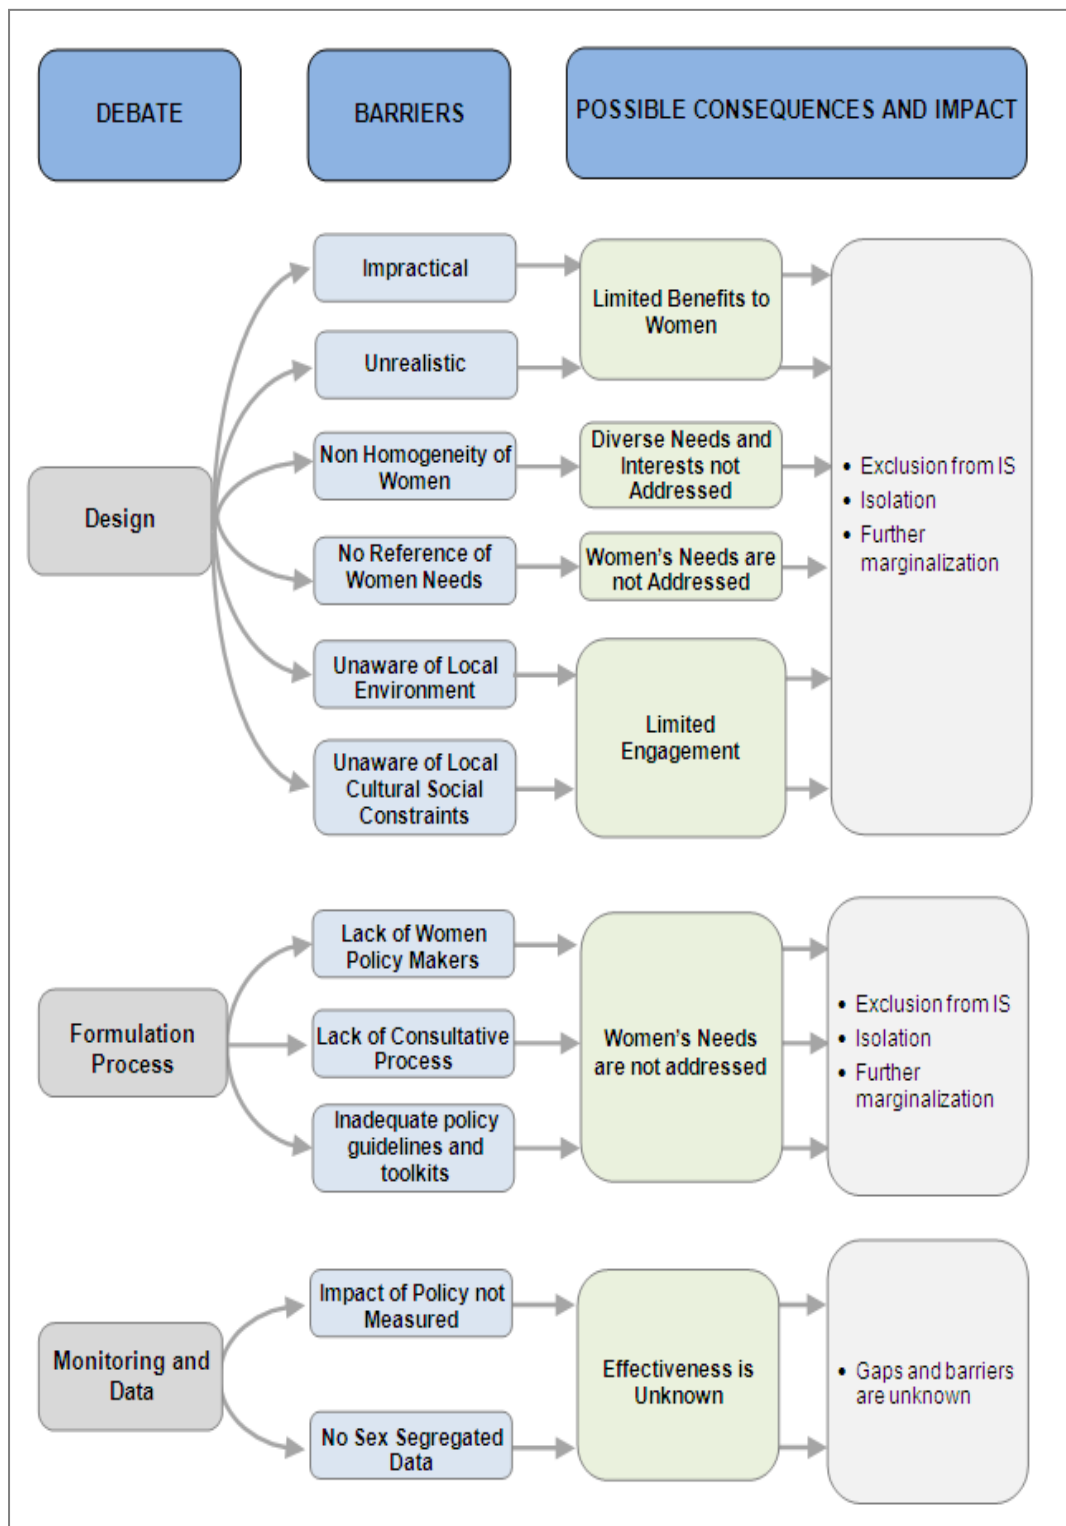 DEBATE
BARRIERS
POSSIBLE CONSEQUENCES AND IMPACT
Design
Impractical
Unrealistic
Non Homogeneity of
Women
No Reference of
Women Needs
Unaware of Local
Environment
Unaware of Local
Cultural Social
Constraints
Limited Benefits to
Women
Diverse Needs and
Interests not
Addressed
Women's Needs are
not Addressed
Limited
Engagement
• Exclusion from IS
• Isolation
• Further
marginalization
Formulation
Process
Lack of Women
Policy Makers
Lack of Consultative
Process
Inadequate policy
guidelines and
toolkits
Women's Needs
are not addressed
• Exclusion from IS
• Isolation
• Further
marginalization
Monitoring and
Data
Impact of Policy not
Measured
No Sex Segregated
Data
Effectiveness is
Unknown
• Gaps and barriers
are unknown